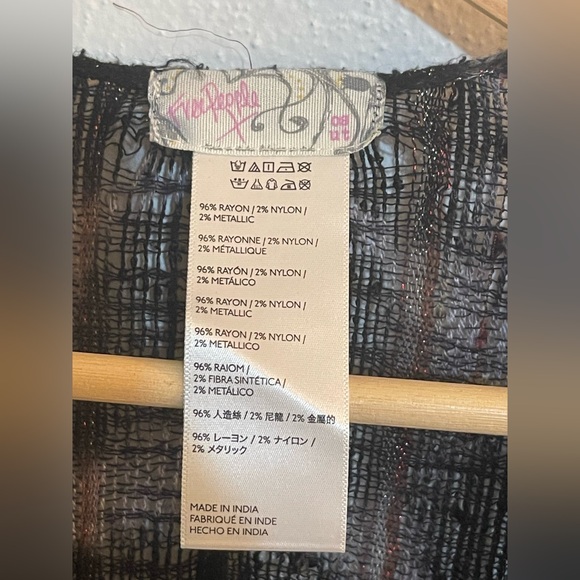 Free People
96% RAYON / 2% NYLON /
2% METALLIC
96% RAYONNE / 2% NYLON /
2% MÉTALLIQUE
96% RAYÓN / 2% NYLON /
2% METÁLICO
96% RAYON / 2% NYLON /
2% METALLIC
96% RAYON / 2% NYLON /
2% METALLICO
96% RAIOM /
2% FIBRA SINTÉTICA /
2% METÁLICO
96% 人造絲 / 2% 尼龍 / 2% 金屬的
96% レーヨン / 2% ナイロン /
2% メタリック
MADE IN INDIA
FABRIQUÉ EN INDE
HECHO EN INDIA